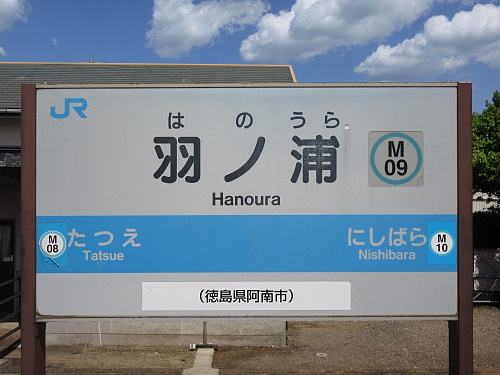 JR
はのうら
羽ノ浦
Hanoura
M
09
M
08
たつえ
Tatsue
にしばら
Nishibara
M
10
（徳島県阿南市）